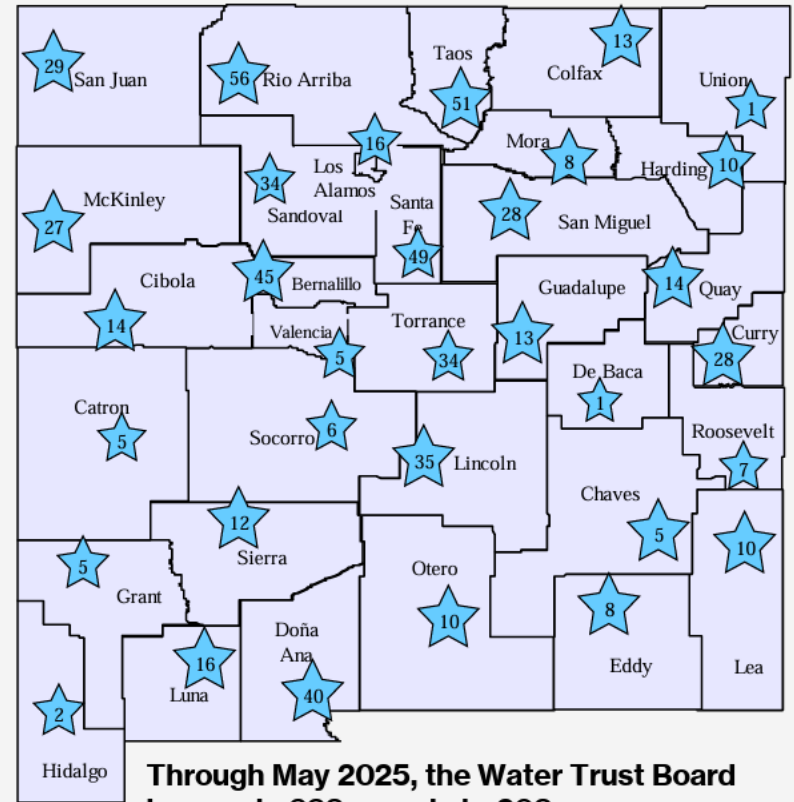 29
San Juan
56
Rio Arriba
Taos
51
Colfax
13
Union
1
16
Los
Alamos
34
Sandoval
Santa
Fe
49
Mora
8
Harding
10
McKinley
27
28
San Miguel
Cibola
14
45
Bernalillo
Valencia
5
Torrance
34
Guadalupe
13
14
Quay
Curry
28
De Baca
1
Catron
5
Socorro
6
35
Lincoln
Roosevelt
7
Chaves
5
12
Sierra
5
Grant
Otero
10
10
Lea
8
Eddy
Doña
Ana
40
16
Luna
2
Hidalgo
Through May 2025, the Water Trust Board